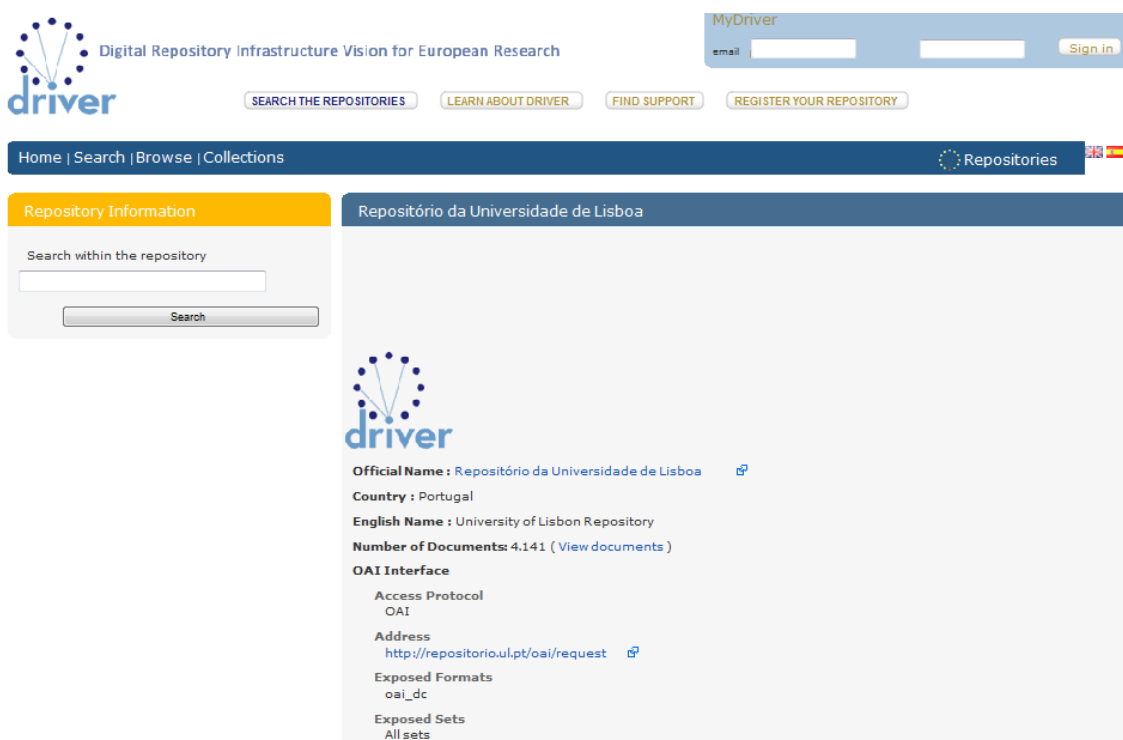 MyDriver
Digital Repository Infrastructure Vision for European Research
email
Sign in
driver
SEARCH THE REPOSITORIES
LEARN ABOUT DRIVER
FIND SUPPORT
REGISTER YOUR REPOSITORY
Home | Search | Browse | Collections
Repositories
Repository Information
Repositório da Universidade de Lisboa
Search within the repository
Search
driver
Official Name : Repositório da Universidade de Lisboa
Country : Portugal
English Name : University of Lisbon Repository
Number of Documents: 4.141 ( View documents )
OAI Interface
Access Protocol
OAI
Address
http://repositorio.ul.pt/oai/request
Exposed Formats
oai_dc
Exposed Sets
All sets